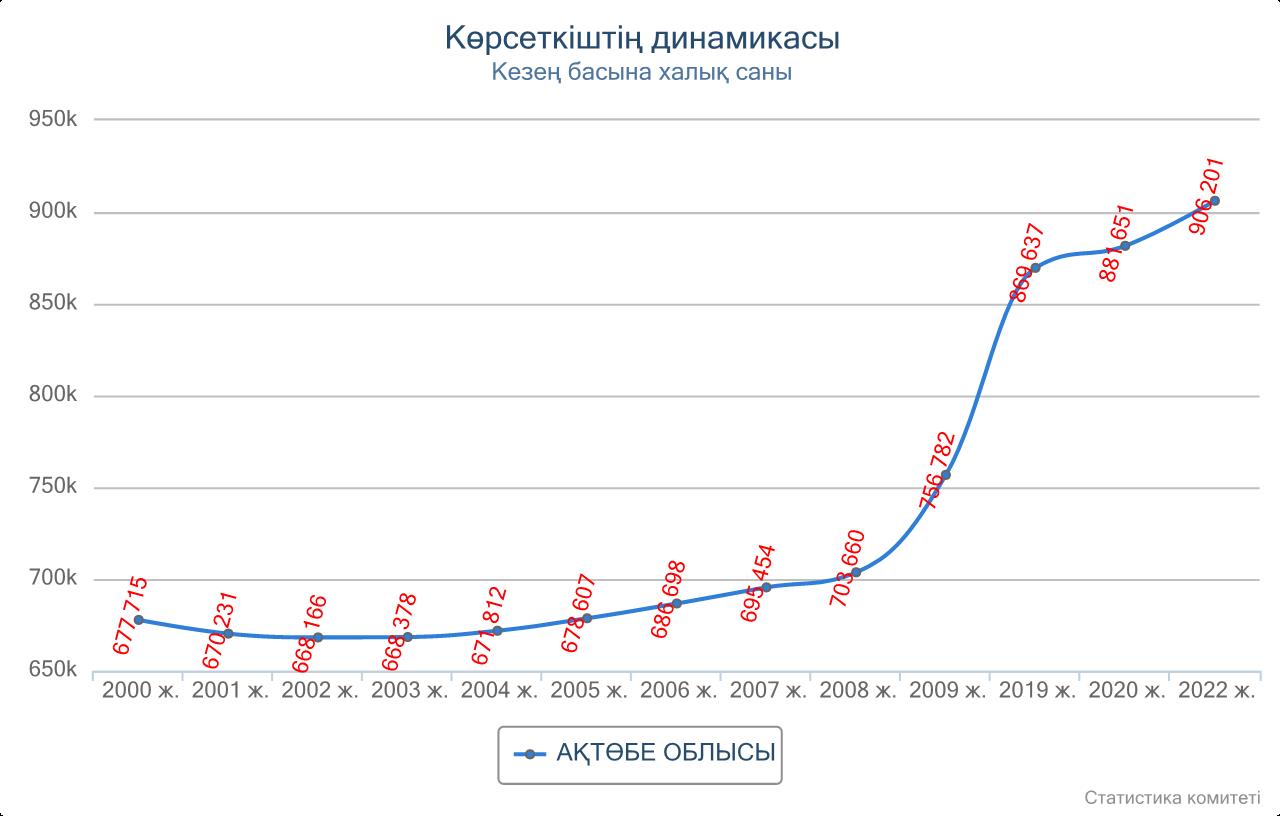 Көрсеткіштің динамикасы
Кезең басына халық саны
950k
900k
850k
800k
750k
700k
650k
677 715
670 231
668 166
668 378
671 812
678 607
686 698
695 454
703 660
756 782
869 637
881 651
906 201
2000 ж. 2001 ж. 2002 ж. 2003 ж. 2004 ж. 2005 ж. 2006 ж. 2007 ж. 2008 ж. 2009 ж. 2019 ж. 2020 ж. 2022 ж.
АҚТӨБЕ ОБЛЫСЫ
Статистика комитеті